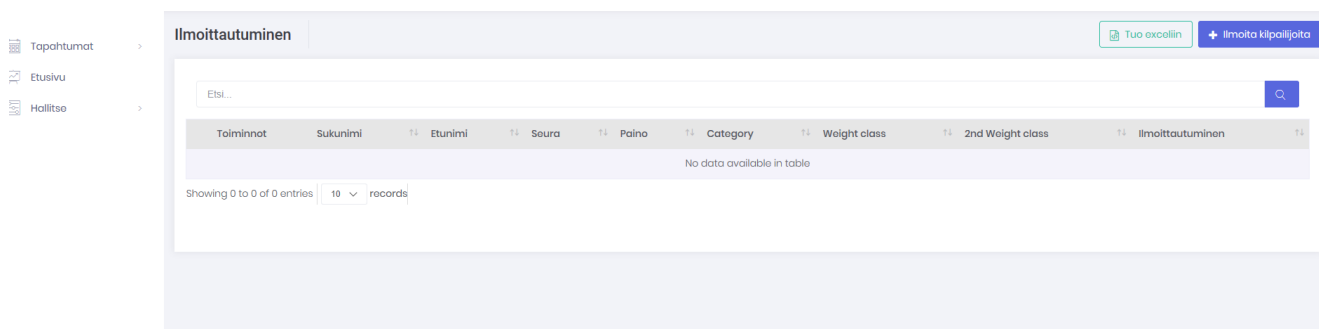 Tapahtumat
Etusivu
Hallitse
Ilmoittautuminen
Tuo exceliin
Ilmoita kilpailijoita
Etsi...
Toiminnot Sukunimi Etunimi Seura Paino Category Weight class 2nd Weight class Ilmoittautuminen
No data available in table
Showing 0 to 0 of 0 entries 10 records